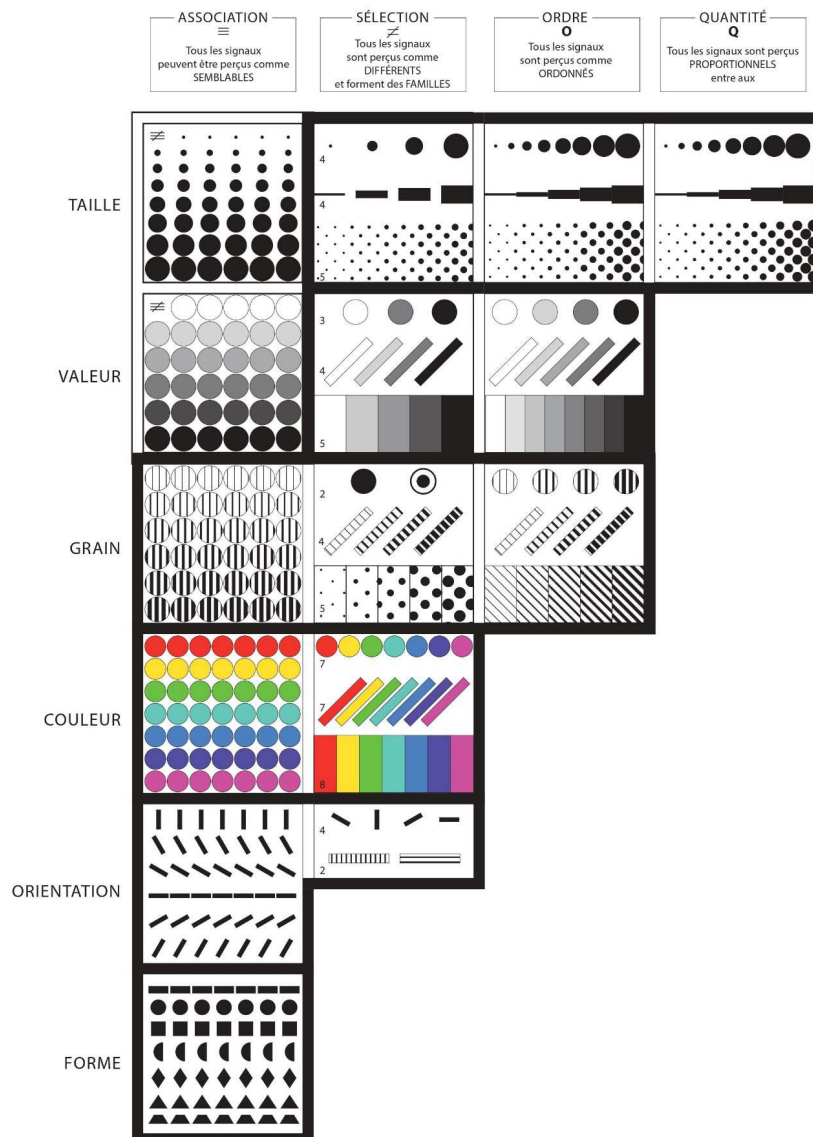 ASSOCIATION
≡
Tous les signaux
peuvent être perçus comme
SEMBLABLES
SÉLECTION
≠
Tous les signaux
sont perçus comme
DIFFÉRENTS
et forment des FAMILLES
ORDRE
O
Tous les signaux
sont perçus comme
ORDONNÉS
QUANTITÉ
Q
Tous les signaux sont perçus
PROPORTIONNELS
entre aux
TAILLE
≢
4
4
5
VALEUR
≢
3
4
5
GRAIN
2
4
5
COULEUR
7
7
8
ORIENTATION
4
2
FORME